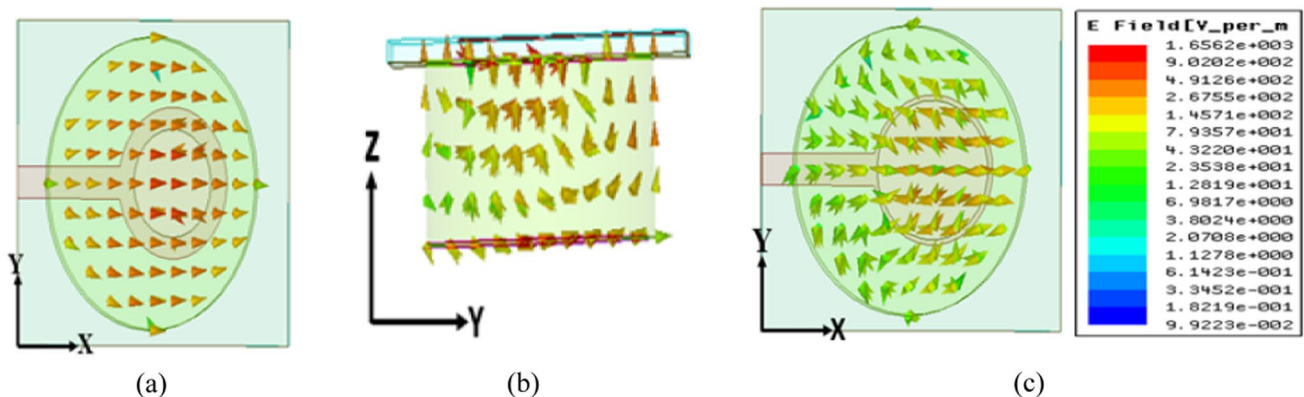 Y
X
(a)
Z
Y
(b)
Y
X
(c)
E Field[V_per_m
1.6562e+003
9.0202e+002
4.9126e+002
2.6755e+002
1.4571e+002
7.9357e+001
4.3220e+001
2.3538e+001
1.2819e+001
6.9817e+000
3.8024e+000
2.0708e+000
1.1278e+000
6.1423e-001
3.3452e-001
1.8219e-001
9.9223e-002